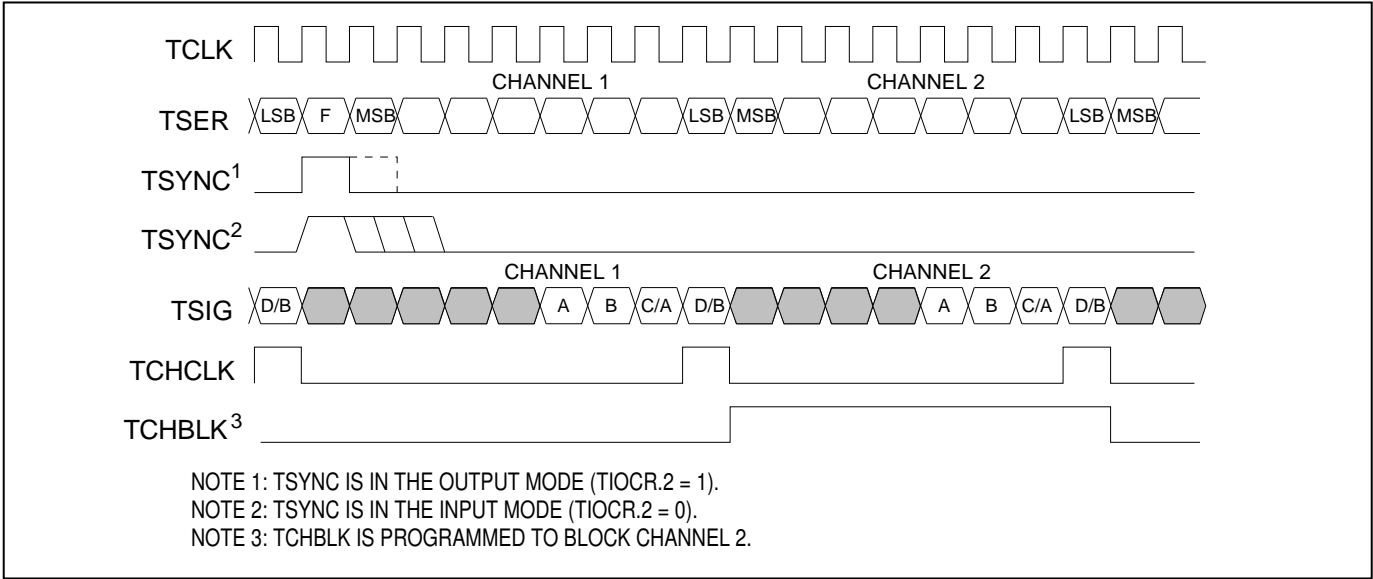 TCLK
CHANNEL 1 CHANNEL 2
TSER LSB F MSB LSB MSB LSB MSB
TSYNC1
TSYNC2
CHANNEL 1 CHANNEL 2
TSIG D/B A B C/A D/B A B C/A D/B
TCHCLK
TCHBLK3
NOTE 1: TSYNC IS IN THE OUTPUT MODE (TIOCR.2 = 1).
NOTE 2: TSYNC IS IN THE INPUT MODE (TIOCR.2 = 0).
NOTE 3: TCHBLK IS PROGRAMMED TO BLOCK CHANNEL 2.